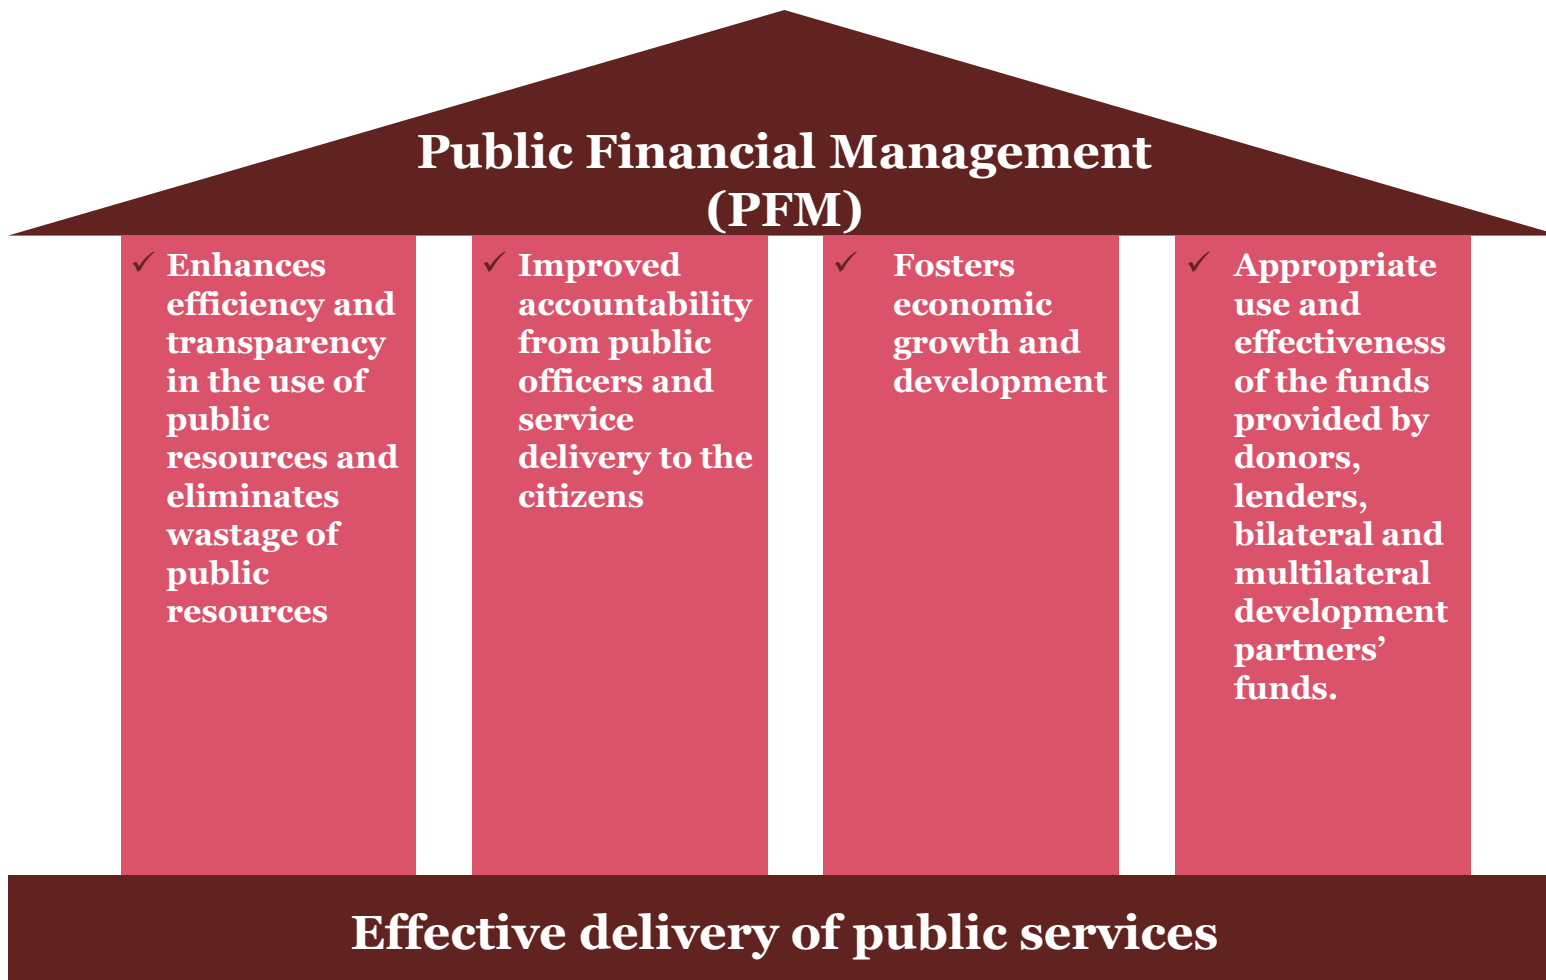 Public Financial Management
(PFM)
✓ Enhances
efficiency and
transparency
in the use of
public
resources and
eliminates
wastage of
public
resources
✓ Improved
accountability
from public
officers and
service
delivery to the
citizens
✓ Fosters
economic
growth and
development
✓ Appropriate
use and
effectiveness
of the funds
provided by
donors,
lenders,
bilateral and
multilateral
development
partners’
funds.
Effective delivery of public services